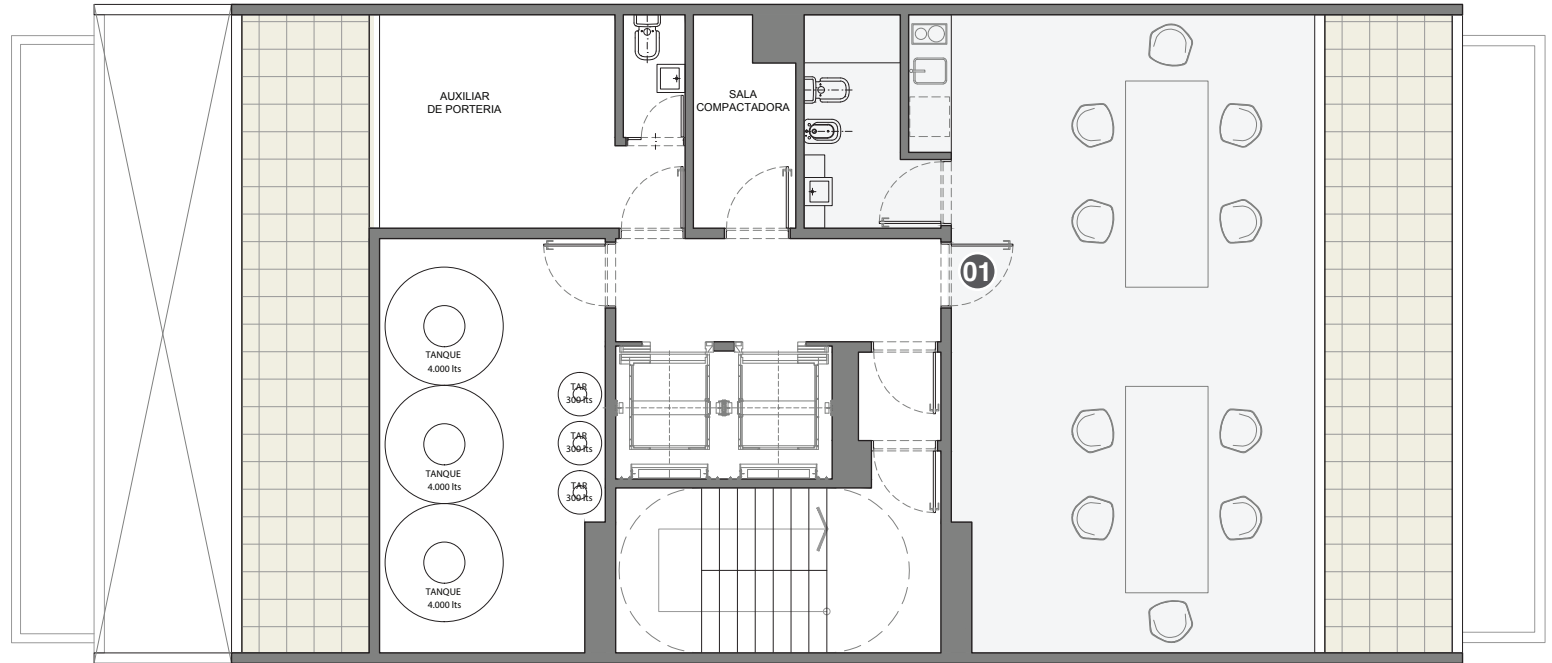 AUXILIAR
DE PORTERIA
SALA
COMPACTADORA
01
TANQUE
4.000 lts
TAR
300 lts
TANQUE
4.000 lts
TAR
300 lts
TAR
300 lts
TANQUE
4.000 lts